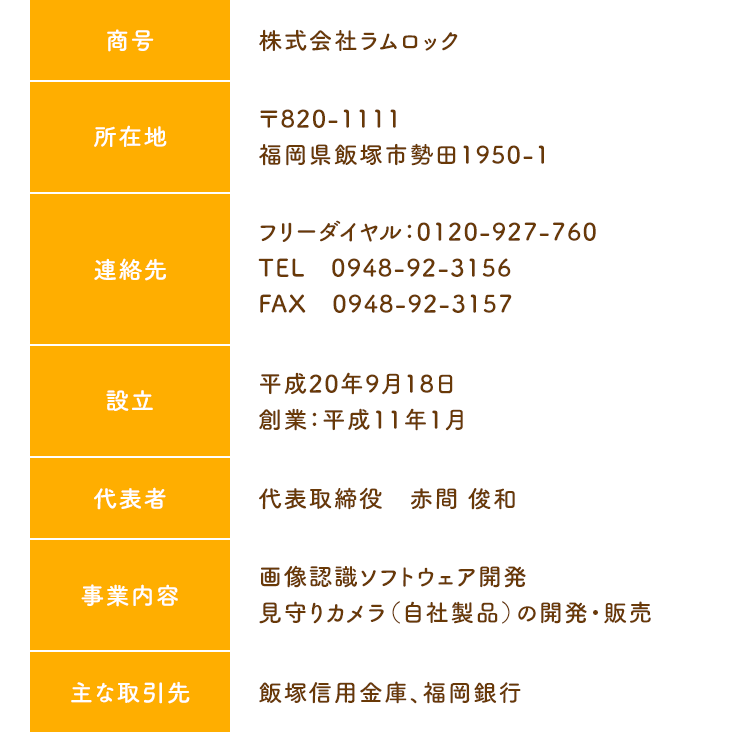 商号
株式会社ラムロック
所在地
〒820-1111
福岡県飯塚市勢田1950-1
連絡先
フリーダイヤル：0120-927-760
TEL　0948-92-3156
FAX　0948-92-3157
設立
平成20年9月18日
創業：平成11年1月
代表者
代表取締役　赤間 俊和
事業内容
画像認識ソフトウェア開発
見守りカメラ（自社製品）の開発・販売
主な取引先
飯塚信用金庫、福岡銀行